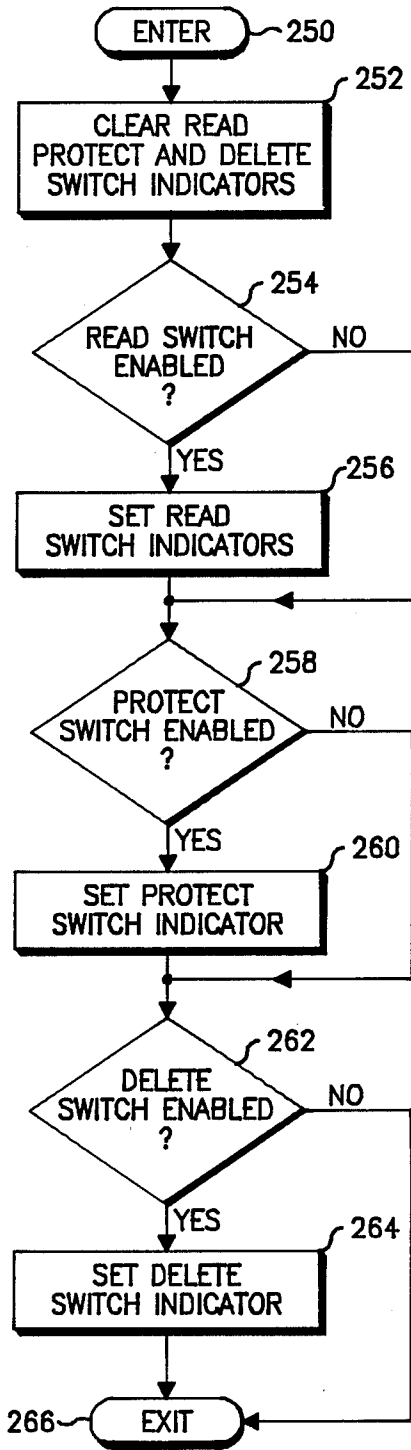 ENTER
250
252
CLEAR READ
PROTECT AND DELETE
SWITCH INDICATORS
254
READ SWITCH
ENABLED
?
NO
YES
256
SET READ
SWITCH INDICATORS
258
PROTECT
SWITCH ENABLED
?
NO
YES
260
SET PROTECT
SWITCH INDICATOR
262
DELETE
SWITCH ENABLED
?
NO
YES
264
SET DELETE
SWITCH INDICATOR
266
EXIT